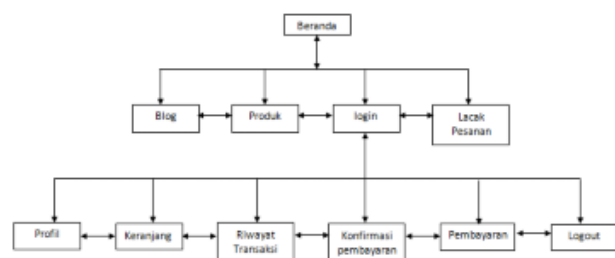 Beranda
Blog
Produk
login
Lacak
Pesanan
Profil
Keranjang
Riwayat
Transaksi
Konfirmasi
pembayaran
Pembayaran
Logout